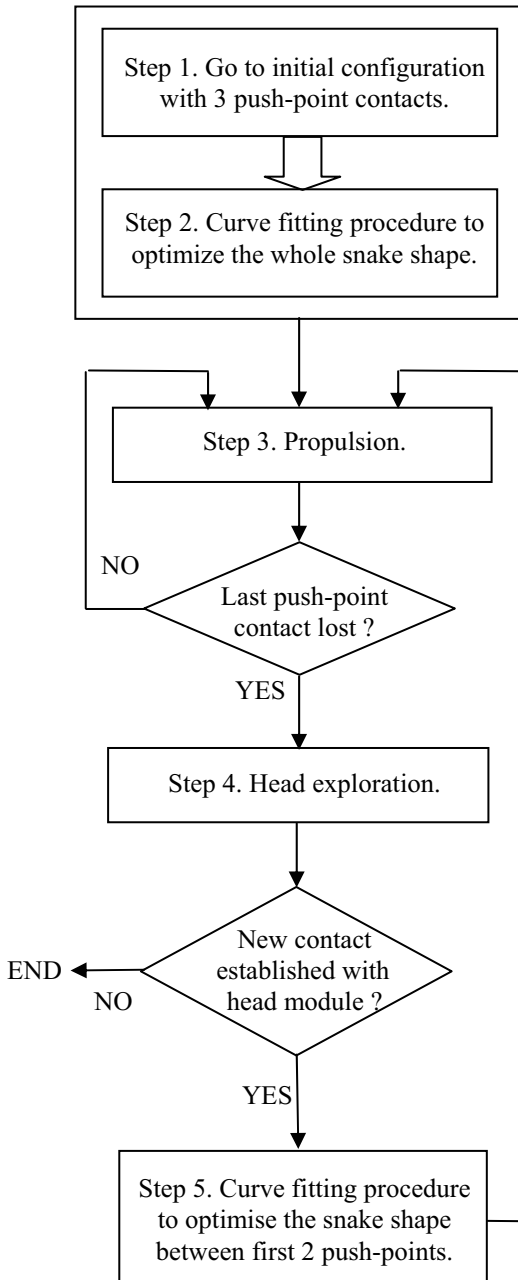 Step 1. Go to initial configuration
with 3 push-point contacts.
Step 2. Curve fitting procedure to
optimize the whole snake shape.
Step 3. Propulsion.
NO
Last push-point
contact lost ?
YES
Step 4. Head exploration.
New contact
established with
head module ?
END
NO
YES
Step 5. Curve fitting procedure
to optimise the snake shape
between first 2 push-points.